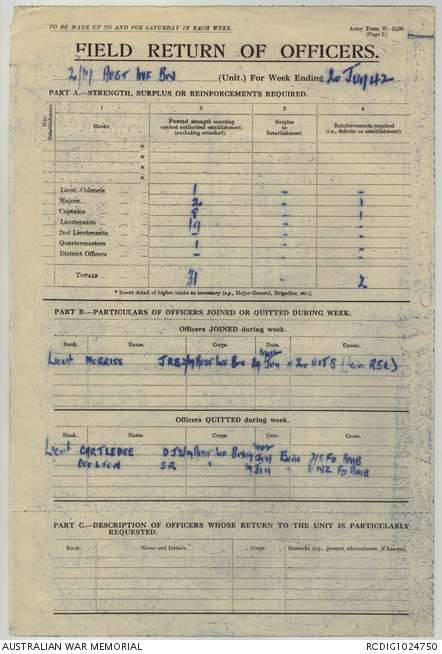 TO BE MADE UP TO AND FOR SATURDAY IN EACH WEEK.
Army Form W.
(Page 1).
FIELD RETURN OF OFFICERS.
AUST INF BN (Unit.) For Week Ending 20 Jun 42
PART A.—STRENGTH, SURPLUS OR REINFORCEMENTS REQUIRED.
War Establishment.
1 2 3 4
Ranks. Posted strength counting against authorised establishment (excluding attached). Surplus to Establishment. Reinforcements required (i.e., deficits on establishment).
Lieut.-Colonels ... 1 - -
Majors ... 2 - 1
Captains ... 8 - 1
Lieutenants ... 19 - -
2nd Lieutenants ... - - -
Quartermasters ... 1 - -
District Officers ... - - -
TOTALS ... 31 - 2
* Insert detail of higher ranks as necessary (e.g., Major-General, Brigadier, etc.).
PART B.—PARTICULARS OF OFFICERS JOINED OR QUITTED DURING WEEK.
Officers JOINED during week.
Rank. Name. Corps. Date. Cause.
Lieut AUST INF BN Jun
Officers QUITTED during week.
Rank. Name. Corps. Date. Cause.
Lieut CARTLEDGE AUST INF BN Jun Evac FD AMB
SR " Jun " FD AMB
PART C.—DESCRIPTION OF OFFICERS WHOSE RETURN TO THE UNIT IS PARTICULARLY REQUESTED.
Rank. Name and Initials. Corps. Remarks (e.g., present whereabouts, if known).
AUSTRALIAN WAR MEMORIAL
RCDIG1024750